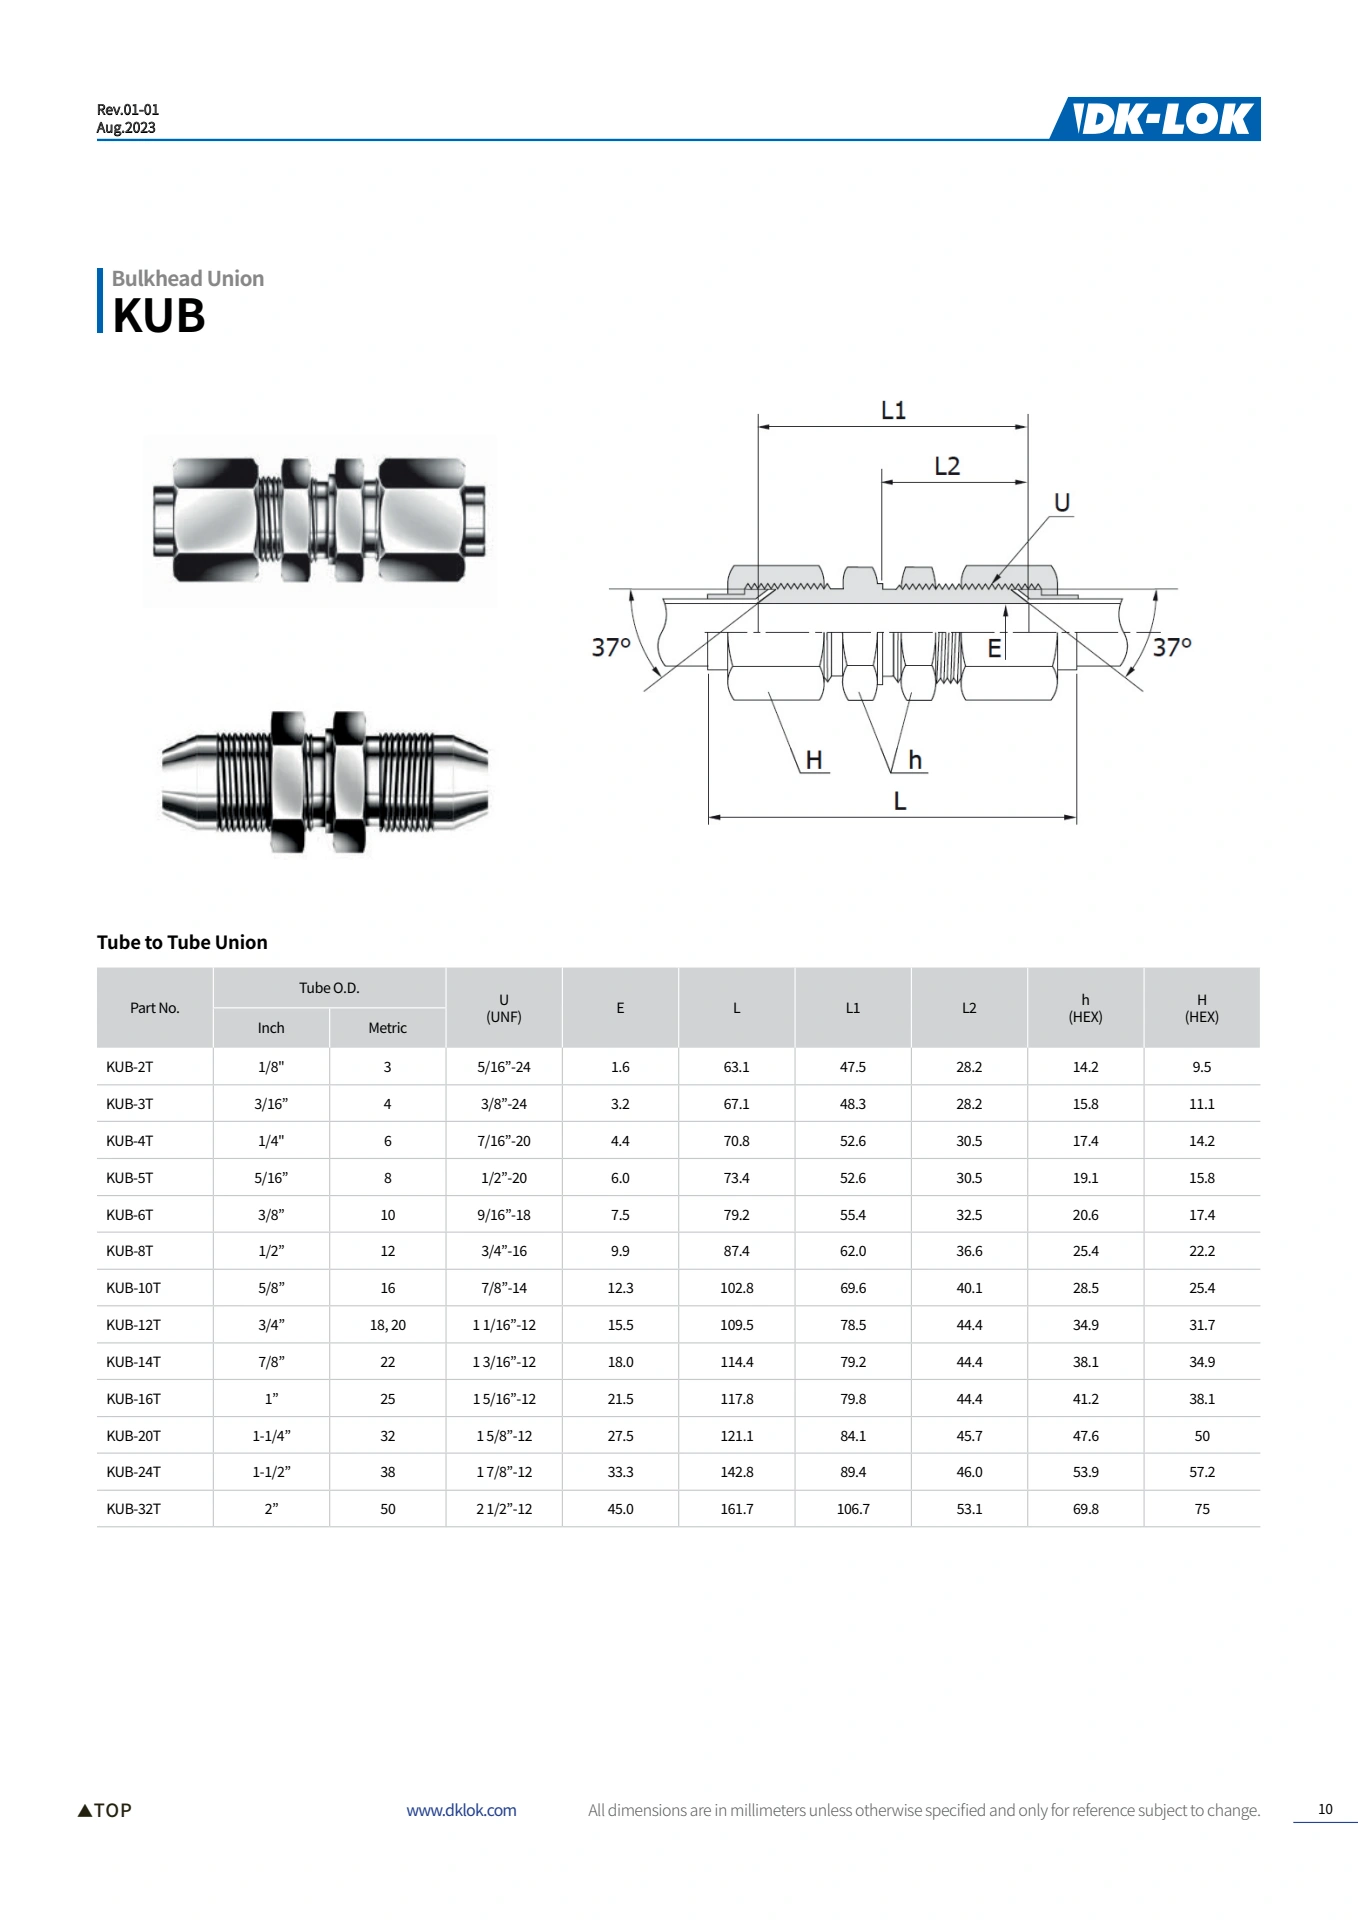 Rev.01-01
Aug.2023
DK-LOK
Bulkhead Union
KUB
L1
L2
U
37°
E
37°
H
h
L
Tube to Tube Union
Part No. Tube O.D. U (UNF) E L L1 L2 h (HEX) H (HEX)
Inch Metric
KUB-2T 1/8" 3 5/16”-24 1.6 63.1 47.5 28.2 14.2 9.5
KUB-3T 3/16” 4 3/8”-24 3.2 67.1 48.3 28.2 15.8 11.1
KUB-4T 1/4" 6 7/16”-20 4.4 70.8 52.6 30.5 17.4 14.2
KUB-5T 5/16” 8 1/2”-20 6.0 73.4 52.6 30.5 19.1 15.8
KUB-6T 3/8” 10 9/16”-18 7.5 79.2 55.4 32.5 20.6 17.4
KUB-8T 1/2” 12 3/4”-16 9.9 87.4 62.0 36.6 25.4 22.2
KUB-10T 5/8” 16 7/8”-14 12.3 102.8 69.6 40.1 28.5 25.4
KUB-12T 3/4” 18, 20 1 1/16”-12 15.5 109.5 78.5 44.4 34.9 31.7
KUB-14T 7/8” 22 1 3/16”-12 18.0 114.4 79.2 44.4 38.1 34.9
KUB-16T 1” 25 1 5/16”-12 21.5 117.8 79.8 44.4 41.2 38.1
KUB-20T 1-1/4” 32 1 5/8”-12 27.5 121.1 84.1 45.7 47.6 50
KUB-24T 1-1/2” 38 1 7/8”-12 33.3 142.8 89.4 46.0 53.9 57.2
KUB-32T 2” 50 2 1/2”-12 45.0 161.7 106.7 53.1 69.8 75
▲TOP
www.dklok.com
All dimensions are in millimeters unless otherwise specified and only for reference subject to change.
10